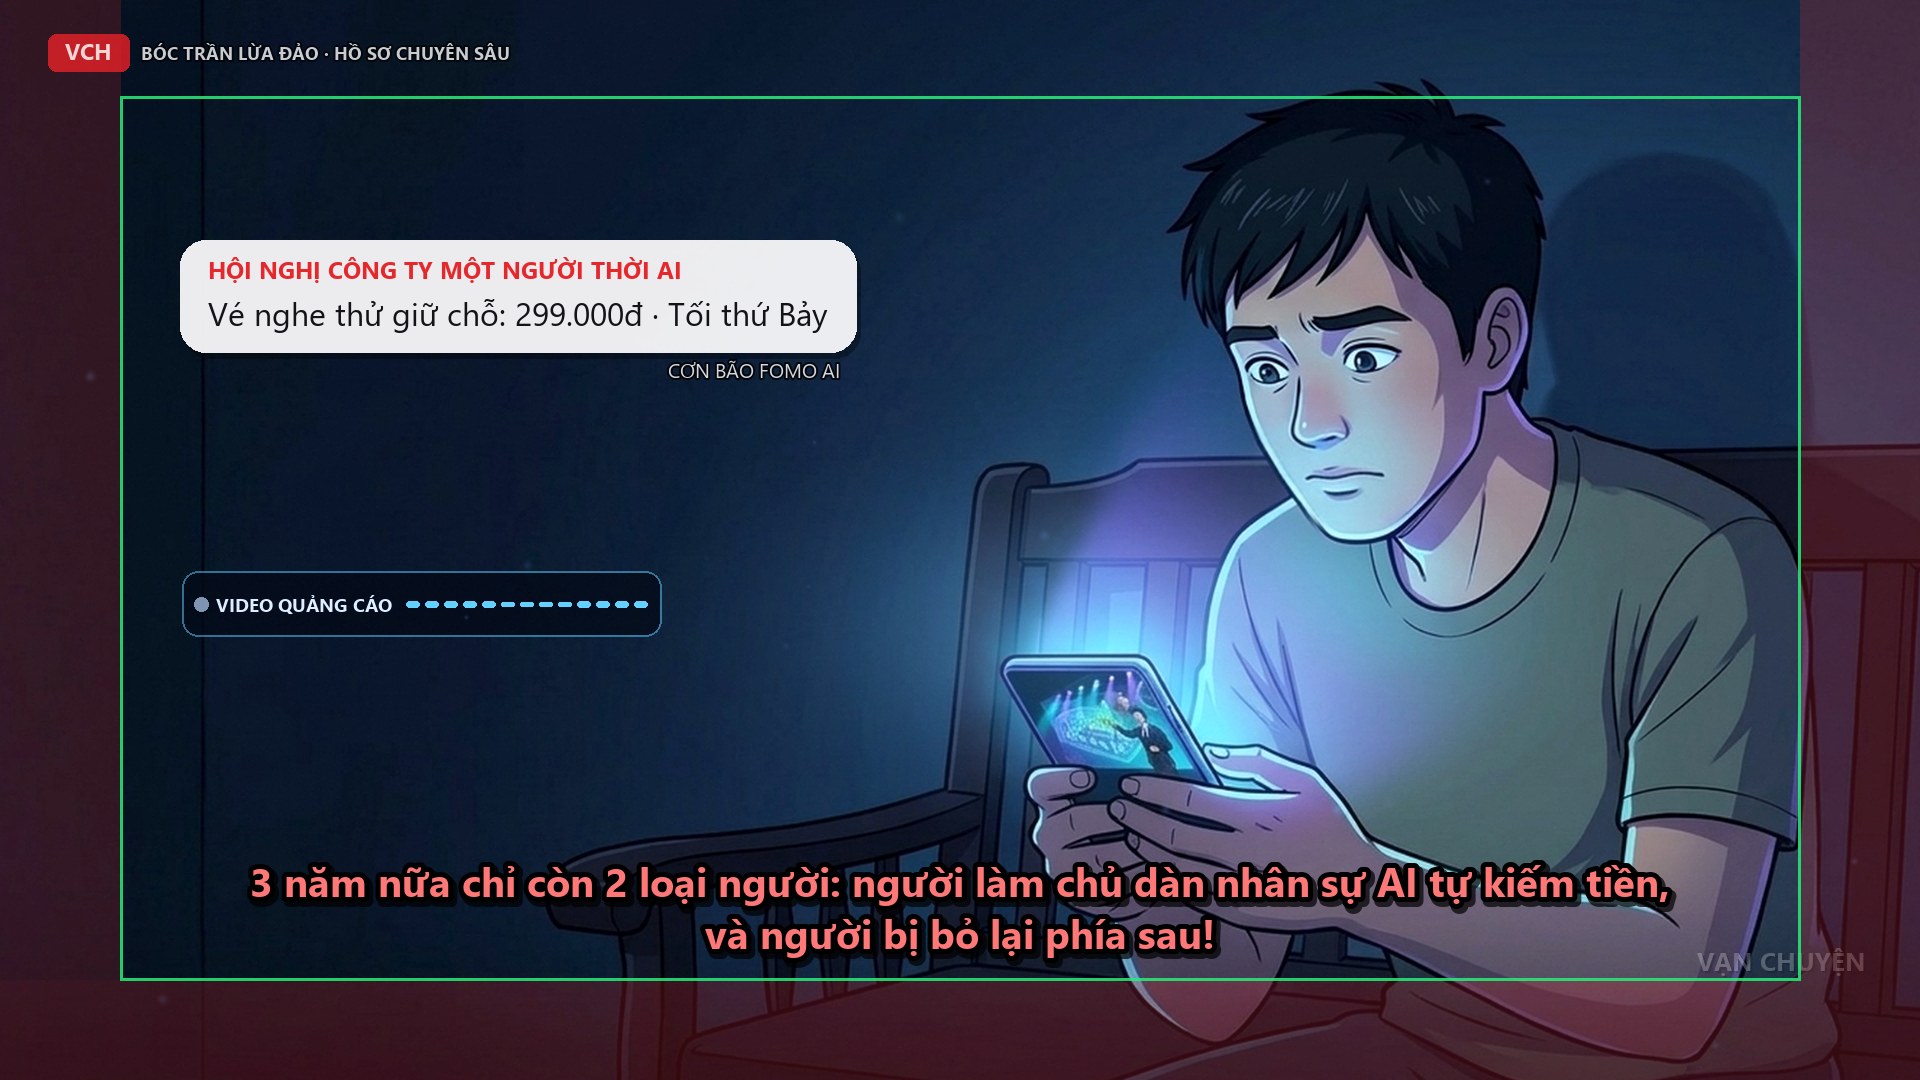 VCH BÓC TRẦN LỪA ĐẢO · HỒ SƠ CHUYÊN SÂU
HỘI NGHỊ CÔNG TY MỘT NGƯỜI THỜI AI
Vé nghe thử giữ chỗ: 299.000đ · Tối thứ Bảy
CƠN BÃO FOMO AI
VIDEO QUẢNG CÁO
3 năm nữa chỉ còn 2 loại người: người làm chủ dàn nhân sự AI tự kiếm tiền,
và người bị bỏ lại phía sau!
VẠN CHUYỆN